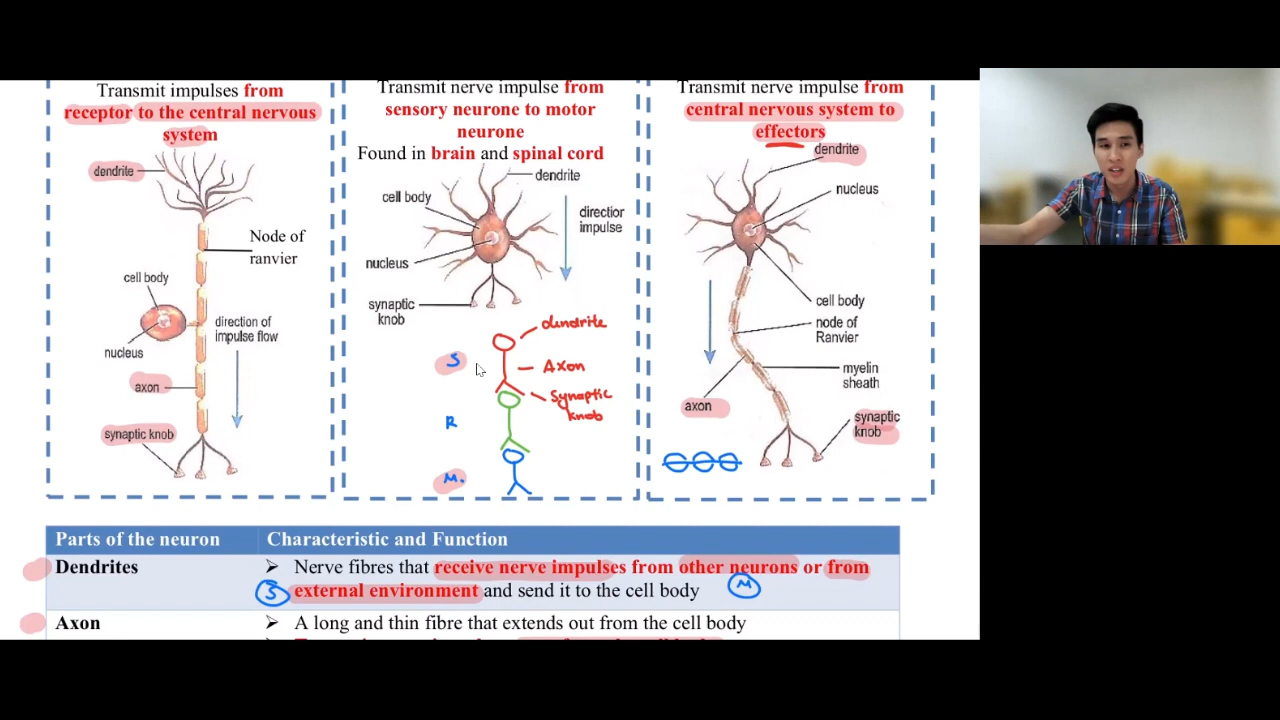 Transmit impulses from
receptor to the central nervous
system
dendrite
Node of
ranvier
cell body
nucleus
direction of
impulse flow
axon
synaptic knob
Transmit nerve impulse from
sensory neurone to motor
neurone
Found in brain and spinal cord
dendrite
cell body
directior
impulse
nucleus
synaptic
knob
dendrite
S
Axon
Synaptic
knob
R
M.
Transmit nerve impulse from
central nervous system to
effectors
dendrite
nucleus
cell body
node of
Ranvier
myelin
sheath
axon
synaptic
knob
Parts of the neuron
Characteristic and Function
Dendrites
➢ Nerve fibres that receive nerve impulses from other neurons or from
S external environment and send it to the cell body M
Axon
➢ A long and thin fibre that extends out from the cell body